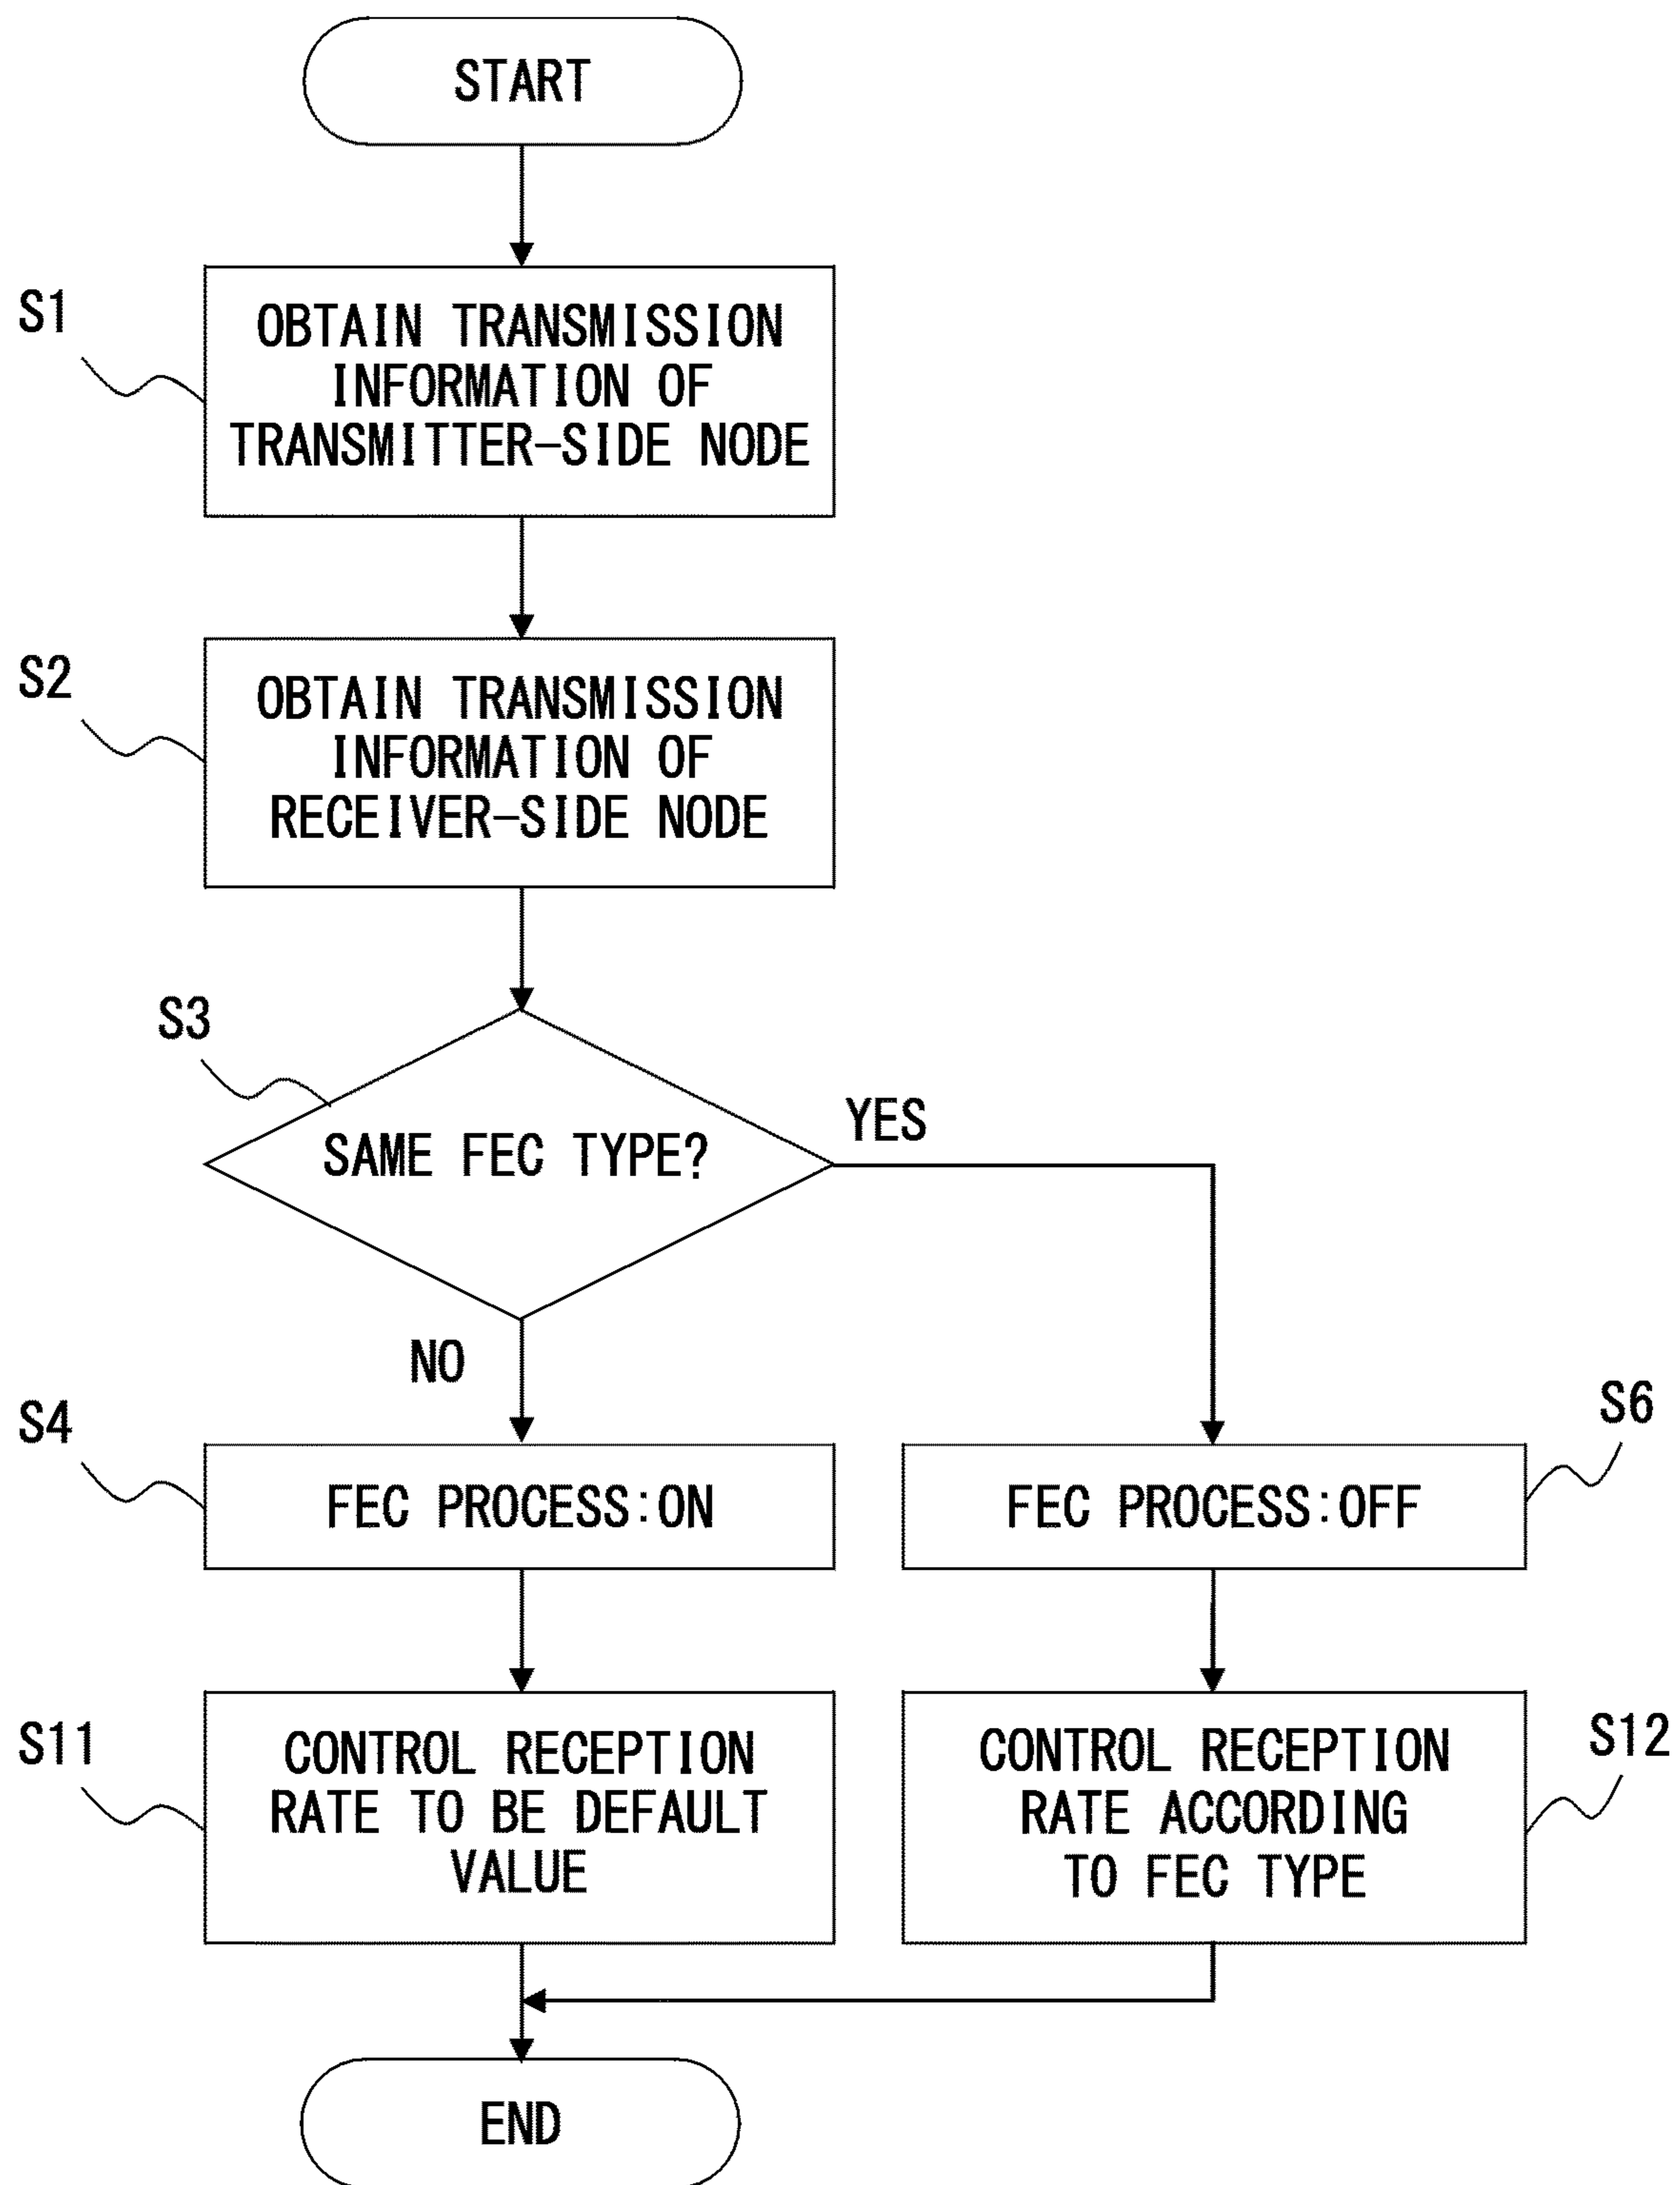 START
S1
OBTAIN TRANSMISSION
INFORMATION OF
TRANSMITTER-SIDE NODE
S2
OBTAIN TRANSMISSION
INFORMATION OF
RECEIVER-SIDE NODE
S3
SAME FEC TYPE?
YES
NO
S4
FEC PROCESS:ON
S6
FEC PROCESS:OFF
S11
CONTROL RECEPTION
RATE TO BE DEFAULT
VALUE
S12
CONTROL RECEPTION
RATE ACCORDING
TO FEC TYPE
END